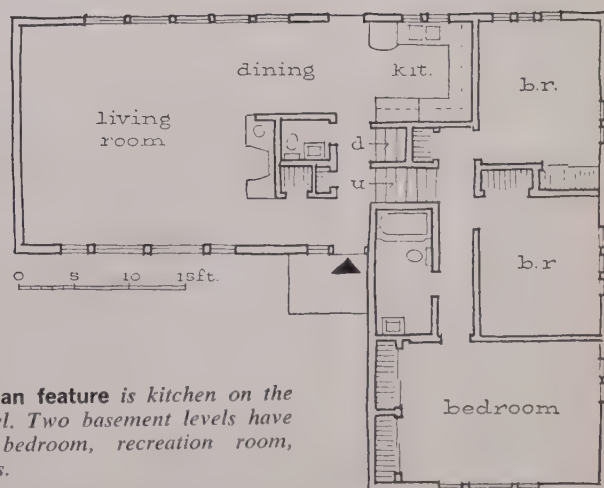 dining
kit.
b.r.
living
room
d
u
0 5 10 15ft.
b.r
bedroom
an feature is kitchen on the
el. Two basement levels have
bedroom, recreation room,
s.